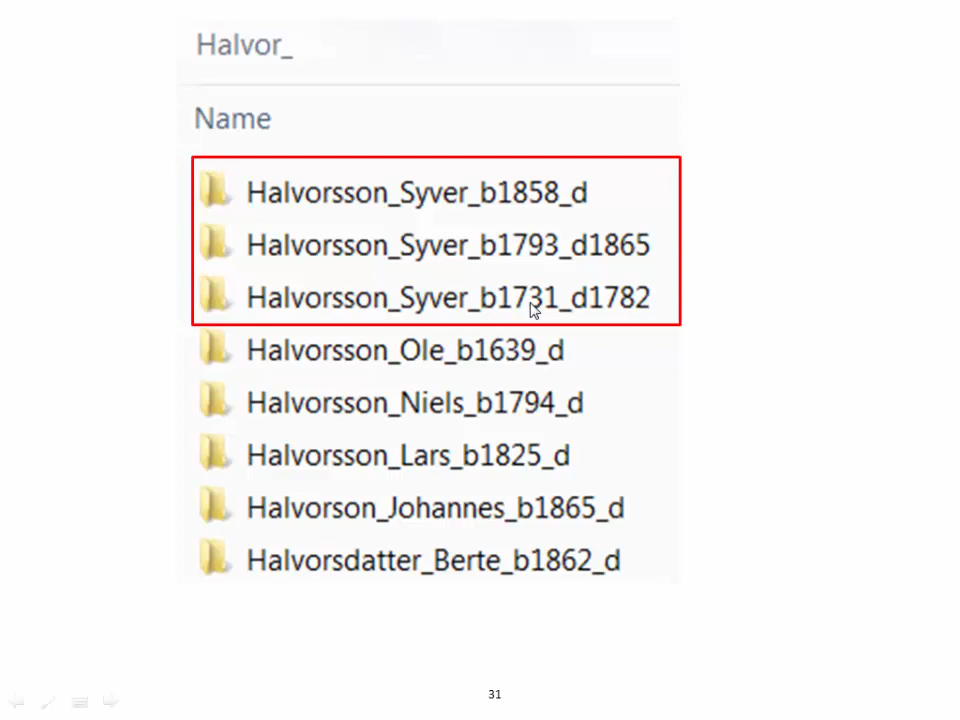 Halvor_
Name
Halvorsson_Syver_b1858_d
Halvorsson_Syver_b1793_d1865
Halvorsson_Syver_b1731_d1782
Halvorsson_Ole_b1639_d
Halvorsson_Niels_b1794_d
Halvorsson_Lars_b1825_d
Halvorson_Johannes_b1865_d
Halvorsdatter_Berte_b1862_d
31